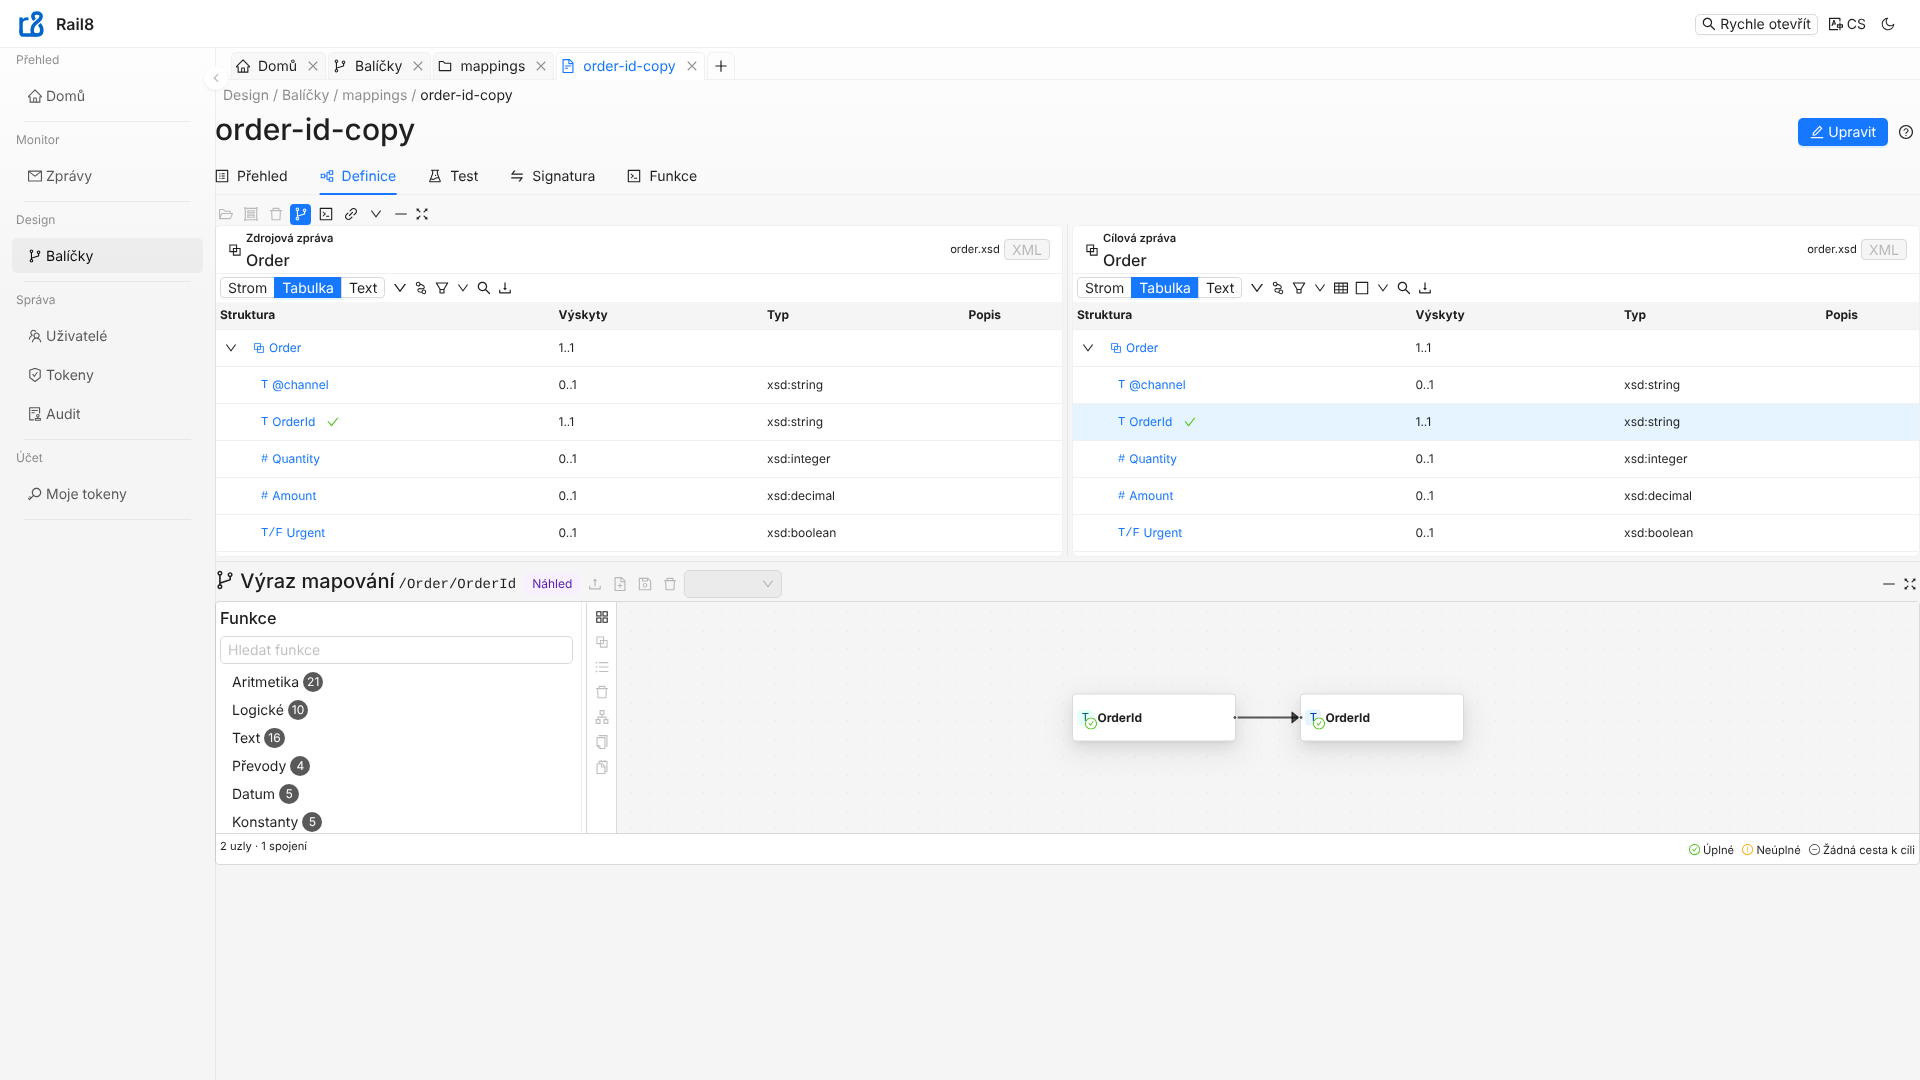 Rail8
Rychle otevřít
CS
Přehled
Domů
Monitor
Zprávy
Design
Balíčky
Správa
Uživatelé
Tokeny
Audit
Účet
Moje tokeny
Domů
Balíčky
mappings
order-id-copy
Design / Balíčky / mappings / order-id-copy
order-id-copy
Upravit
Přehled
Definice
Test
Signatura
Funkce
Zdrojová zpráva
Order
order.xsd XML
Strom Tabulka Text
Struktura Výskyty Typ Popis
Order 1..1
T @channel 0..1 xsd:string
T OrderId 1..1 xsd:string
# Quantity 0..1 xsd:integer
# Amount 0..1 xsd:decimal
T/F Urgent 0..1 xsd:boolean
Cílová zpráva
Order
order.xsd XML
Strom Tabulka Text
Struktura Výskyty Typ Popis
Order 1..1
T @channel 0..1 xsd:string
T OrderId 1..1 xsd:string
# Quantity 0..1 xsd:integer
# Amount 0..1 xsd:decimal
T/F Urgent 0..1 xsd:boolean
Výraz mapování /Order/OrderId Náhled
Funkce
Hledat funkce
Aritmetika 21
Logické 10
Text 16
Převody 4
Datum 5
Konstanty 5
T OrderId
T OrderId
2 uzly · 1 spojení
Úplné Neúplné Žádná cesta k cíli